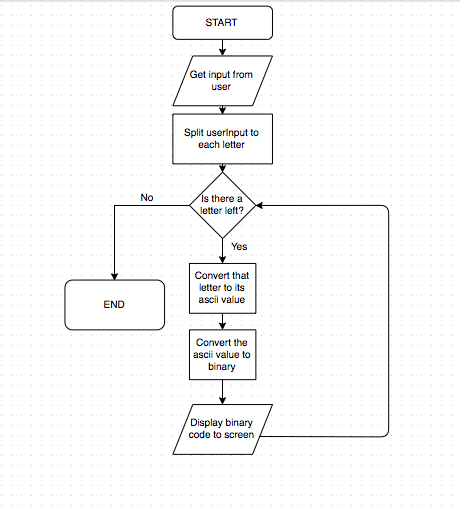 START
Get input from
user
Split userInput to
each letter
Is there a
letter left?
No
Yes
Convert that
letter to its
ascii value
END
Convert the
ascii value to
binary
Display binary
code to screen